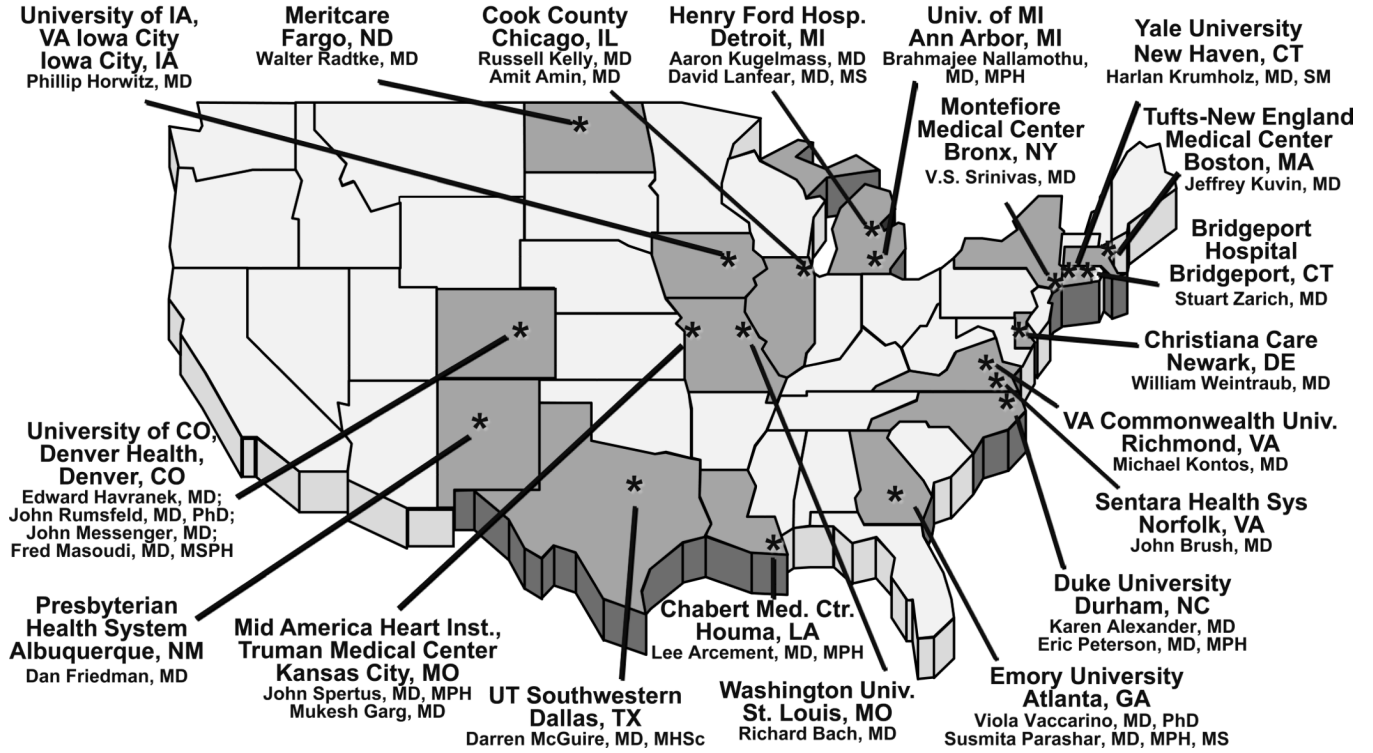 University of IA,
VA Iowa City
Iowa City, IA
Phillip Horwitz, MD
Meritcare
Fargo, ND
Walter Radtke, MD
Cook County
Chicago, IL
Russell Kelly, MD
Amit Amin, MD
Henry Ford Hosp.
Detroit, MI
Aaron Kugelmass, MD
David Lanfear, MD, MS
Univ. of MI
Ann Arbor, MI
Brahmajee Nallamothu,
MD, MPH
Yale University
New Haven, CT
Harlan Krumholz, MD, SM
Montefiore
Medical Center
Bronx, NY
V.S. Srinivas, MD
Tufts-New England
Medical Center
Boston, MA
Jeffrey Kuvin, MD
Bridgeport
Hospital
Bridgeport, CT
Stuart Zarich, MD
Christiana Care
Newark, DE
William Weintraub, MD
VA Commonwealth Univ.
Richmond, VA
Michael Kontos, MD
Sentara Health Sys
Norfolk, VA
John Brush, MD
Duke University
Durham, NC
Karen Alexander, MD
Eric Peterson, MD, MPH
Emory University
Atlanta, GA
Viola Vaccarino, MD, PhD
Susmita Parashar, MD, MPH, MS
Washington Univ.
St. Louis, MO
Richard Bach, MD
Chabert Med. Ctr.
Houma, LA
Lee Arcement, MD, MPH
UT Southwestern
Dallas, TX
Darren McGuire, MD, MHSc
Mid America Heart Inst.,
Truman Medical Center
Kansas City, MO
John Spertus, MD, MPH
Mukesh Garg, MD
Presbyterian
Health System
Albuquerque, NM
Dan Friedman, MD
University of CO,
Denver Health,
Denver, CO
Edward Havranek, MD;
John Rumsfeld, MD, PhD;
John Messenger, MD;
Fred Masoudi, MD, MSPH